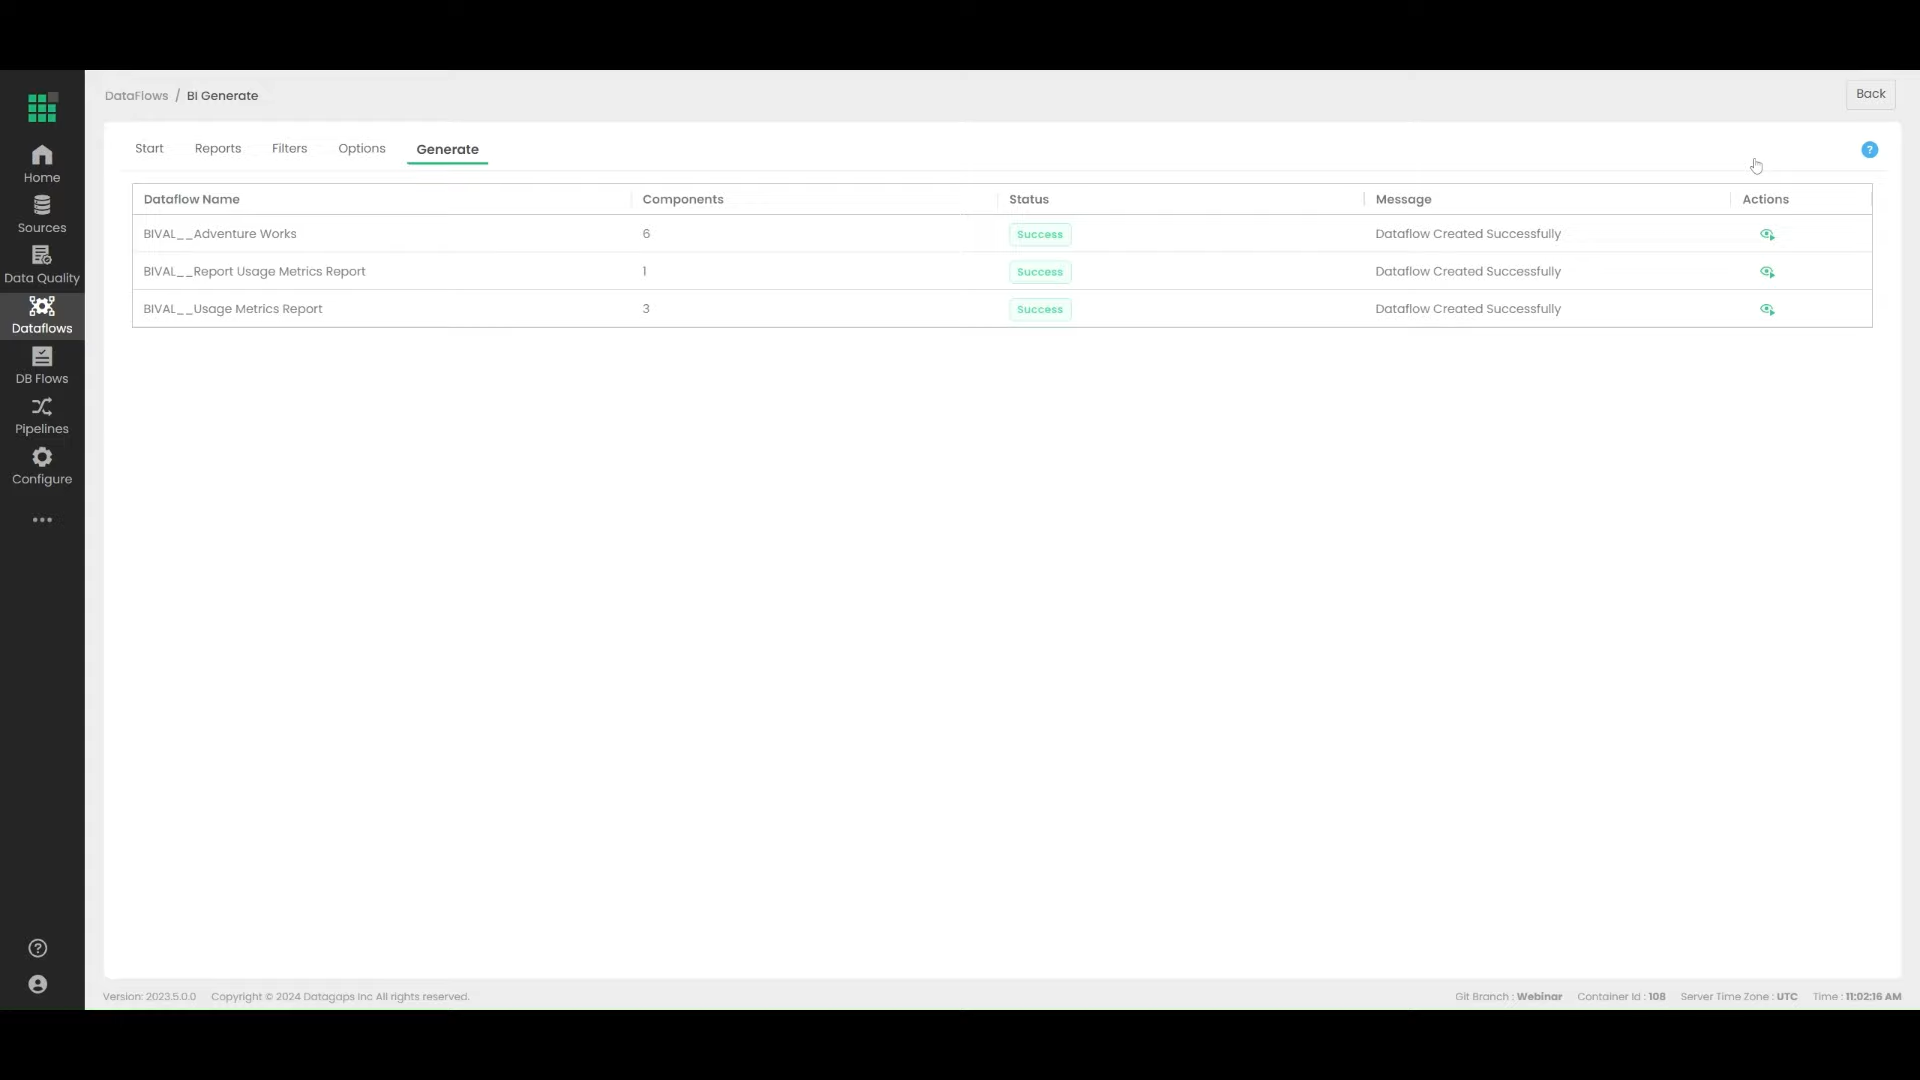 DataFlows / BI Generate
Back
Home
Sources
Data Quality
Dataflows
DB Flows
Pipelines
Configure
Start Reports Filters Options Generate
?
Dataflow Name Components Status Message Actions
BIVAL__Adventure Works 6 Success Dataflow Created Successfully
BIVAL__Report Usage Metrics Report 1 Success Dataflow Created Successfully
BIVAL__Usage Metrics Report 3 Success Dataflow Created Successfully
?
Version: 2023.5.0.0 Copyright © 2024 Datagaps Inc All rights reserved. Git Branch : Webinar Container Id : 108 Server Time Zone : UTC Time : 11:02:16 AM